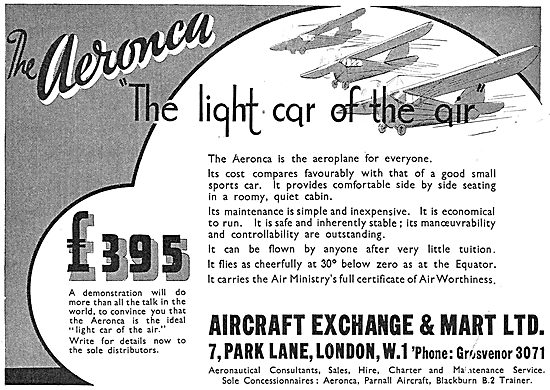 The Aeronca
"The light car of the air"
The Aeronca is the aeroplane for everyone.
Its cost compares favourably with that of a good small
sports car. It provides comfortable side by side seating
in a roomy, quiet cabin.
Its maintenance is simple and inexpensive. It is economical
to run. It is safe and inherently stable; its manœuvrability
and controllability are outstanding.
It can be flown by anyone after very little tuition.
It flies as cheerfully at 30° below zero as at the Equator.
It carries the Air Ministry's full certificate of Air Worthiness.
£395
A demonstration will do
more than all the talk in the
world, to convince you that
the Aeronca is the ideal
"light car of the air."
Write for details now to
the sole distributors.
AIRCRAFT EXCHANGE & MART LTD.
7, PARK LANE, LONDON, W.1 'Phone: Grosvenor 3071
Aeronautical Consultants, Sales, Hire, Charter and Maintenance Service.
Sole Concessionnaires: Aeronca, Parnall Aircraft, Blackburn B.2 Trainer.